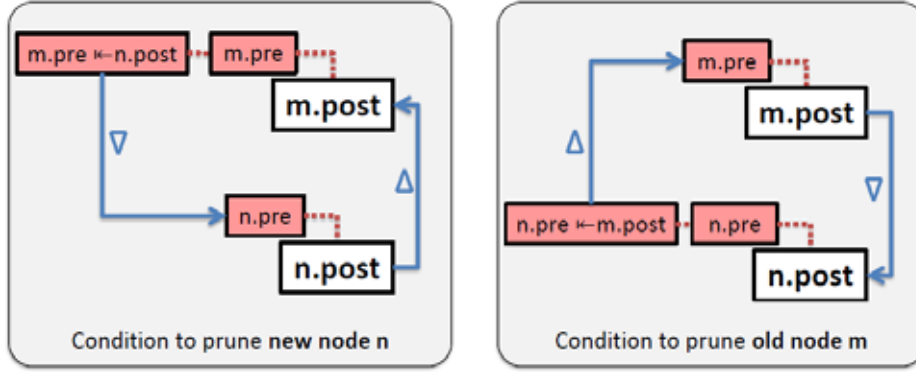 m.pre ⇤n.post
m.pre
m.post
∇
Δ
n.pre
n.post
Condition to prune new node n
m.pre
m.post
Δ
∇
n.pre ⇤m.post
n.pre
n.post
Condition to prune old node m